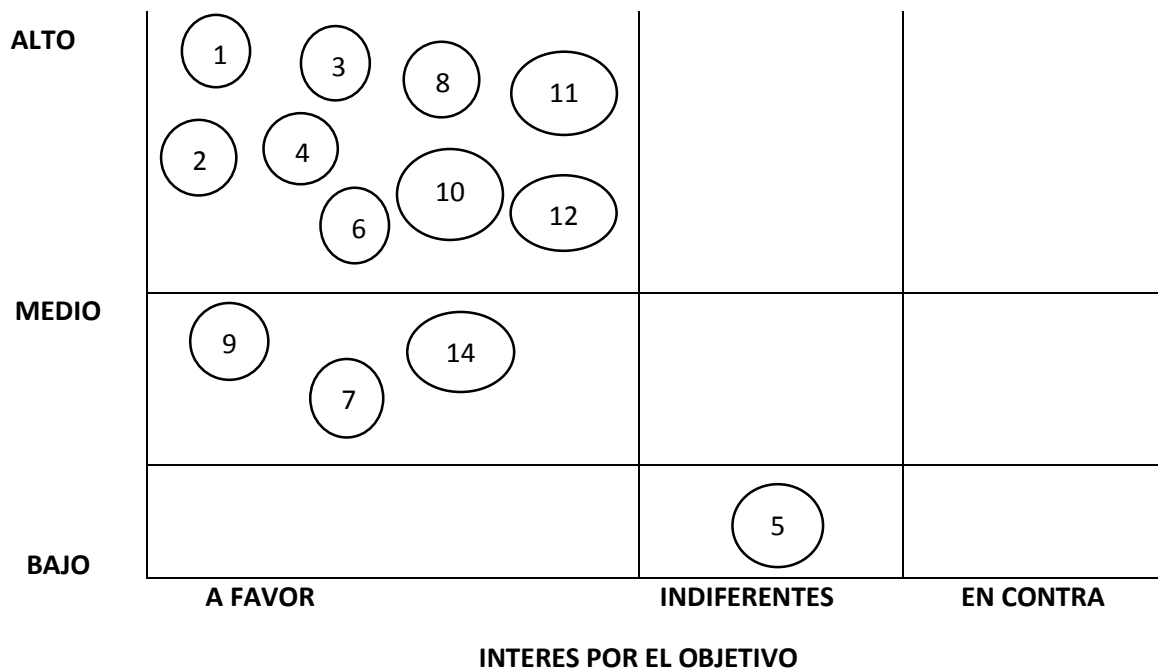 ALTO
1
3
8
11
2
4
10
6
12
MEDIO
9
14
7
5
BAJO
A FAVOR INDIFERENTES EN CONTRA
INTERES POR EL OBJETIVO